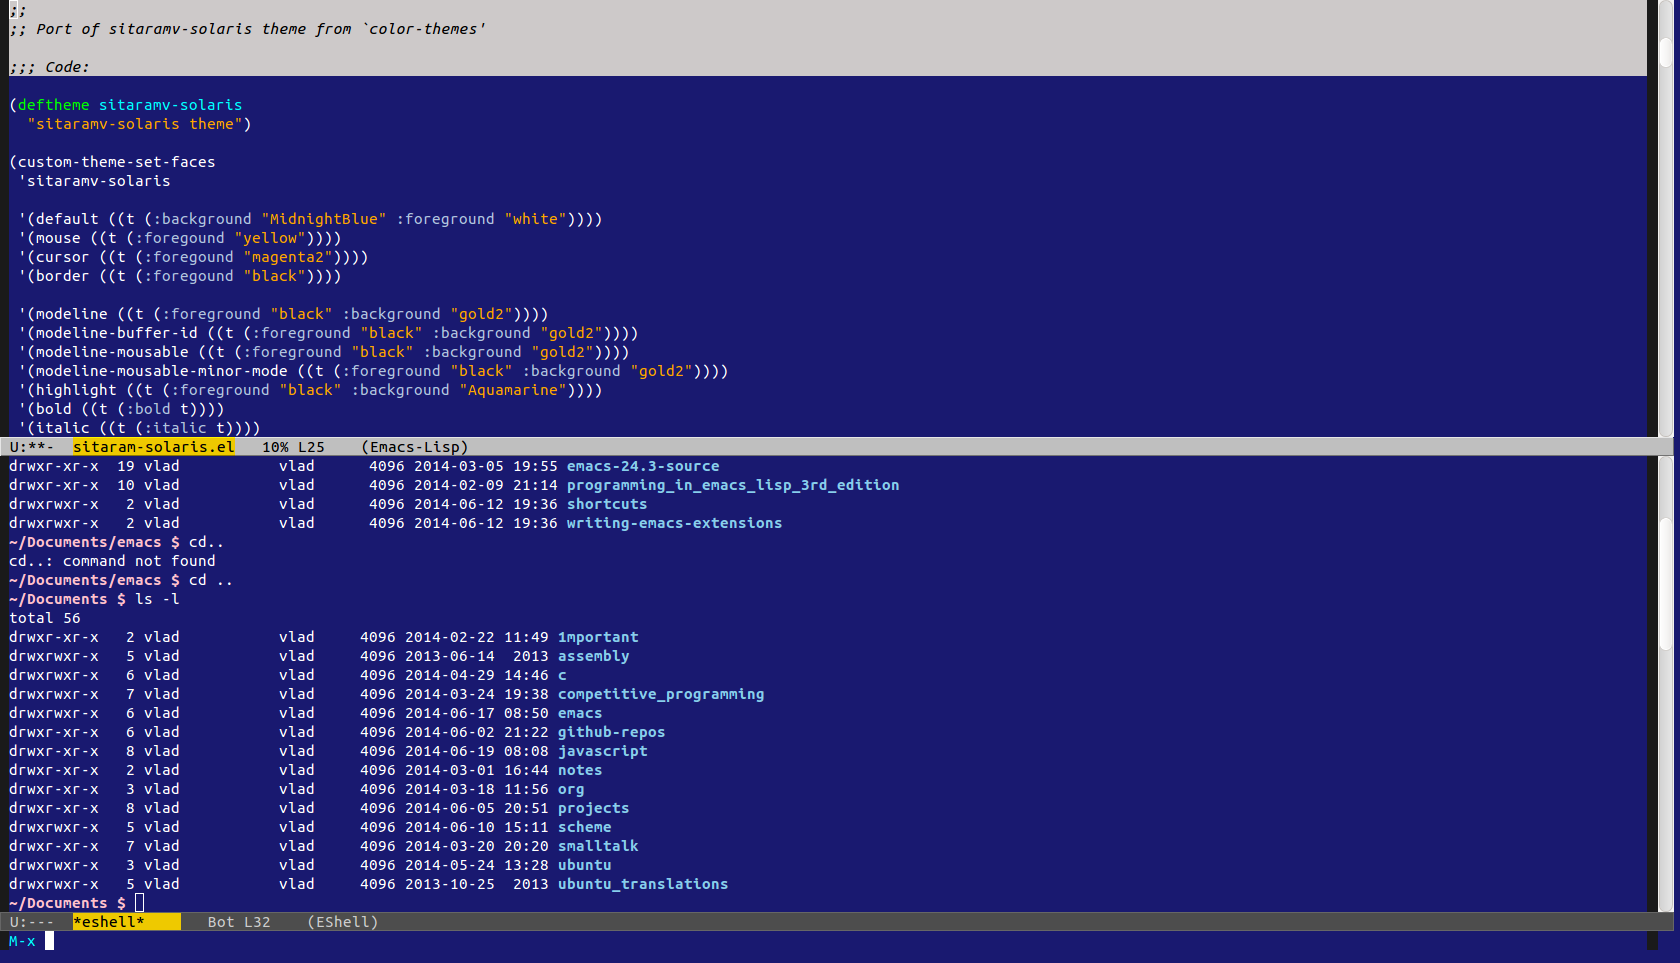 ;;
;; Port of sitaramv-solaris theme from `color-themes'
;;; Code:
(deftheme sitaramv-solaris
  "sitaramv-solaris theme")
(custom-theme-set-faces
 'sitaramv-solaris
 '(default ((t (:background "MidnightBlue" :foreground "white"))))
 '(mouse ((t (:foregound "yellow"))))
 '(cursor ((t (:foregound "magenta2"))))
 '(border ((t (:foregound "black"))))
 '(modeline ((t (:foreground "black" :background "gold2"))))
 '(modeline-buffer-id ((t (:foreground "black" :background "gold2"))))
 '(modeline-mousable ((t (:foreground "black" :background "gold2"))))
 '(modeline-mousable-minor-mode ((t (:foreground "black" :background "gold2"))))
 '(highlight ((t (:foreground "black" :background "Aquamarine"))))
 '(bold ((t (:bold t))))
 '(italic ((t (:italic t))))
U:**-  sitaram-solaris.el   10% L25    (Emacs-Lisp)
drwxr-xr-x  19 vlad           vlad      4096 2014-03-05 19:55 emacs-24.3-source
drwxr-xr-x  10 vlad           vlad      4096 2014-02-09 21:14 programming_in_emacs_lisp_3rd_edition
drwxrwxr-x   2 vlad           vlad      4096 2014-06-12 19:36 shortcuts
drwxrwxr-x   2 vlad           vlad      4096 2014-06-12 19:36 writing-emacs-extensions
~/Documents/emacs $ cd..
cd..: command not found
~/Documents/emacs $ cd ..
~/Documents $ ls -l
total 56
drwxr-xr-x   2 vlad           vlad     4096 2014-02-22 11:49 1mportant
drwxrwxr-x   5 vlad           vlad     4096 2013-06-14  2013 assembly
drwxrwxr-x   6 vlad           vlad     4096 2014-04-29 14:46 c
drwxrwxr-x   7 vlad           vlad     4096 2014-03-24 19:38 competitive_programming
drwxrwxr-x   6 vlad           vlad     4096 2014-06-17 08:50 emacs
drwxrwxr-x   6 vlad           vlad     4096 2014-06-02 21:22 github-repos
drwxrwxr-x   8 vlad           vlad     4096 2014-06-19 08:08 javascript
drwxr-xr-x   2 vlad           vlad     4096 2014-03-01 16:44 notes
drwxr-xr-x   3 vlad           vlad     4096 2014-03-18 11:56 org
drwxr-xr-x   8 vlad           vlad     4096 2014-06-05 20:51 projects
drwxrwxr-x   5 vlad           vlad     4096 2014-06-10 15:11 scheme
drwxrwxr-x   7 vlad           vlad     4096 2014-03-20 20:20 smalltalk
drwxrwxr-x   3 vlad           vlad     4096 2014-05-24 13:28 ubuntu
drwxrwxr-x   5 vlad           vlad     4096 2013-10-25  2013 ubuntu_translations
~/Documents $
U:---  *eshell*       Bot L32    (EShell)
M-x